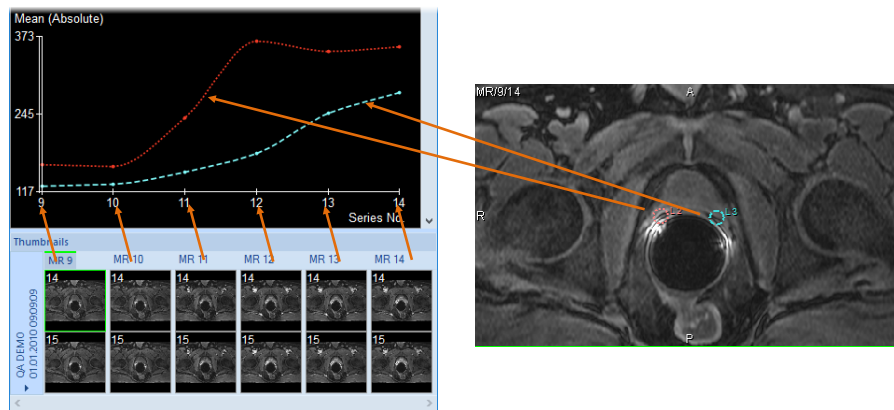 Mean (Absolute)
373
245
117
9 10 11 12 13 14
Series No.
Thumbnails
MR 9 MR 10 MR 11 MR 12 MR 13 MR 14
14 14 14 14 14 14
15 15 15 15 15 15
QA DEMO
01.01.2010 090909
MR/9/14
A
R
L2
L3
P